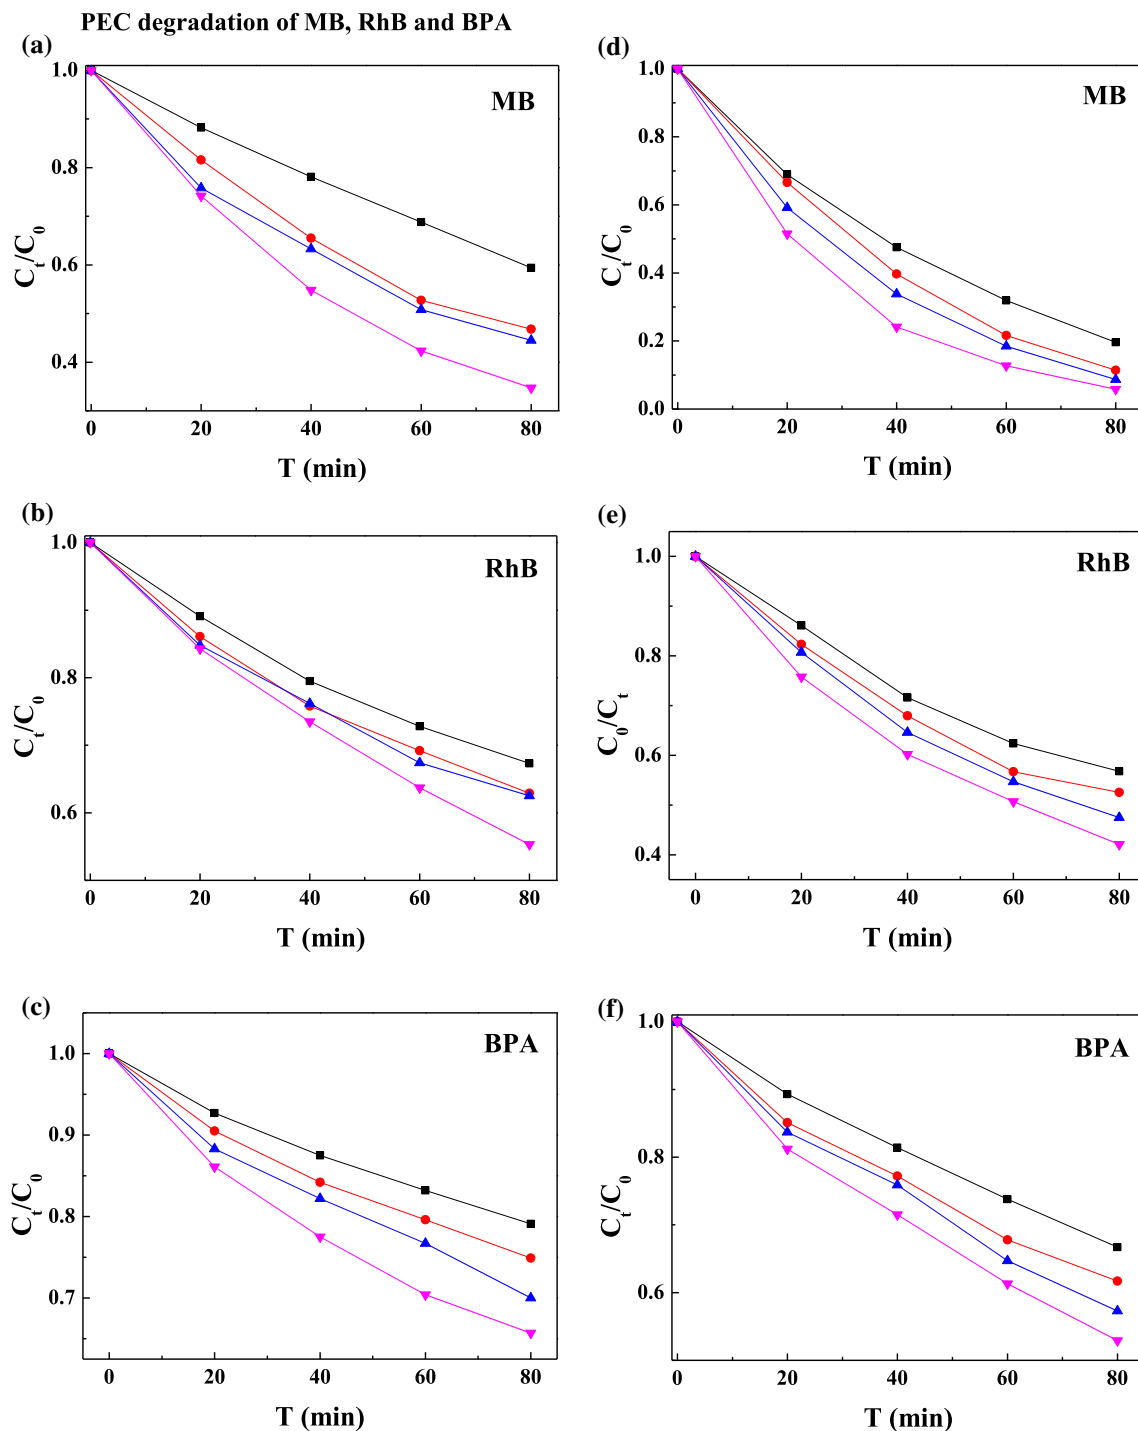 PEC degradation of MB, RhB and BPA
(a)
MB
1.0
0.8
0.6
0.4
Ct/C0
0 20 40 60 80
T (min)
(d)
MB
1.0
0.8
0.6
0.4
0.2
0.0
Ct/C0
0 20 40 60 80
T (min)
(b)
RhB
1.0
0.8
0.6
Ct/C0
0 20 40 60 80
T (min)
(e)
RhB
1.0
0.8
0.6
0.4
C0/Ct
0 20 40 60 80
T (min)
(c)
BPA
1.0
0.9
0.8
0.7
Ct/C0
0 20 40 60 80
T (min)
(f)
BPA
1.0
0.8
0.6
Ct/C0
0 20 40 60 80
T (min)